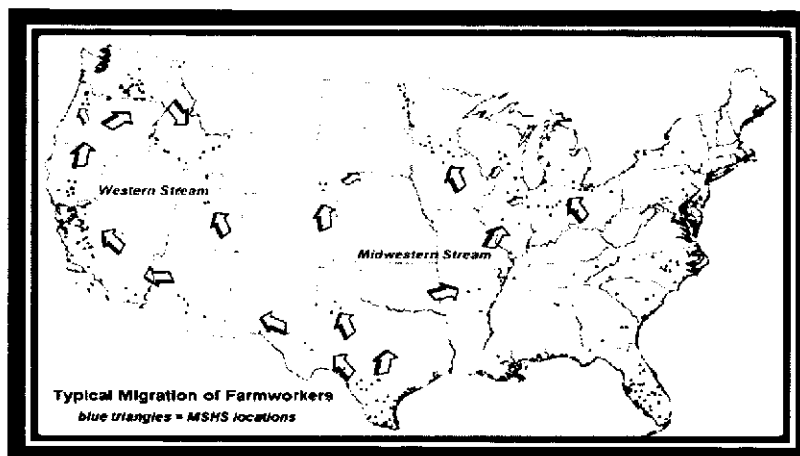 Western Stream
Midwestern Stream
Typical Migration of Farmworkers
blue triangles = MSHS locations